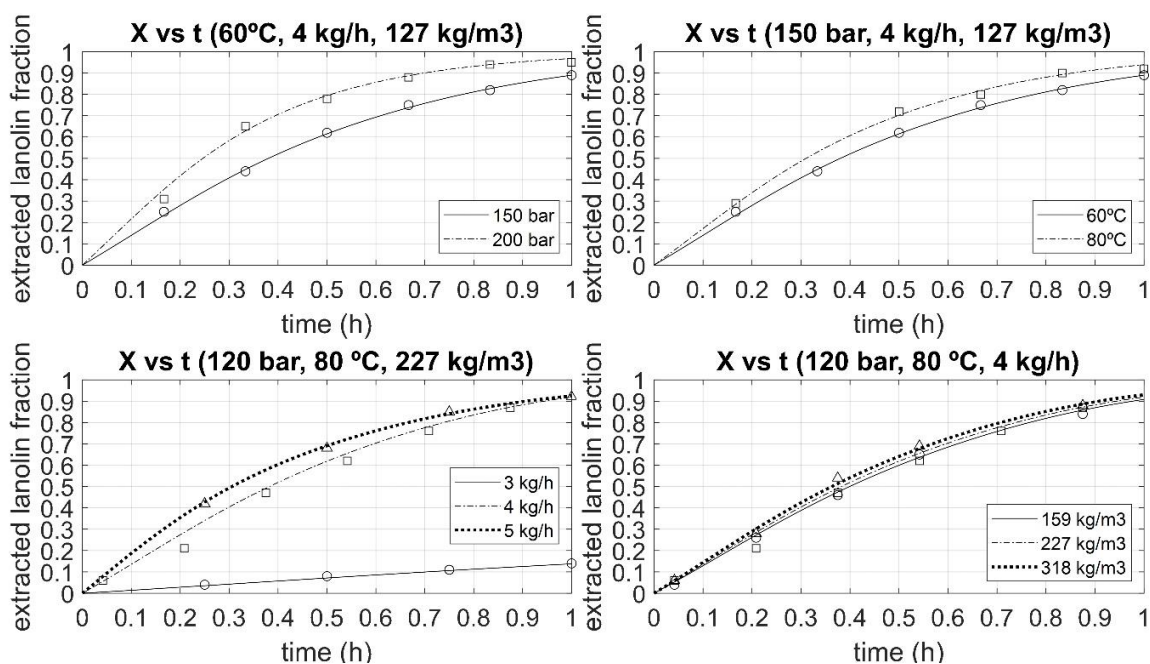 X vs t (60ºC, 4 kg/h, 127 kg/m3)
extracted lanolin fraction
1
0.9
0.8
0.7
0.6
0.5
0.4
0.3
0.2
0.1
0
150 bar
200 bar
0 0.1 0.2 0.3 0.4 0.5 0.6 0.7 0.8 0.9 1
time (h)
X vs t (150 bar, 4 kg/h, 127 kg/m3)
extracted lanolin fraction
1
0.9
0.8
0.7
0.6
0.5
0.4
0.3
0.2
0.1
0
60ºC
80ºC
0 0.1 0.2 0.3 0.4 0.5 0.6 0.7 0.8 0.9 1
time (h)
X vs t (120 bar, 80 ºC, 227 kg/m3)
extracted lanolin fraction
1
0.9
0.8
0.7
0.6
0.5
0.4
0.3
0.2
0.1
0
3 kg/h
4 kg/h
5 kg/h
0 0.1 0.2 0.3 0.4 0.5 0.6 0.7 0.8 0.9 1
time (h)
X vs t (120 bar, 80 ºC, 4 kg/h)
extracted lanolin fraction
1
0.9
0.8
0.7
0.6
0.5
0.4
0.3
0.2
0.1
0
159 kg/m3
227 kg/m3
318 kg/m3
0 0.1 0.2 0.3 0.4 0.5 0.6 0.7 0.8 0.9 1
time (h)